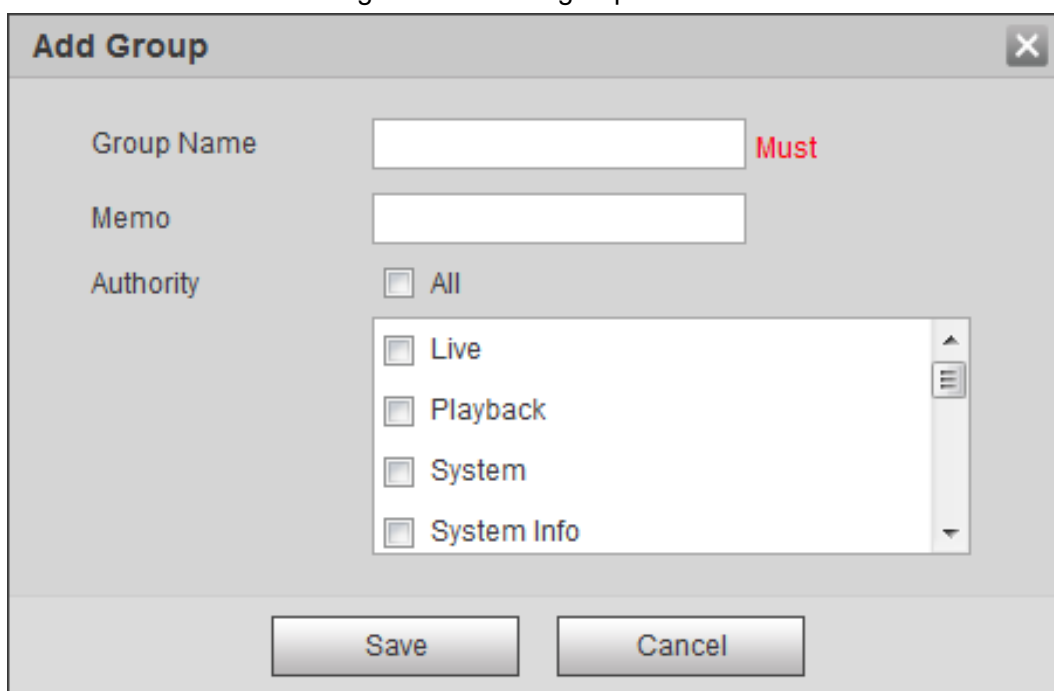 Add Group
Group Name Must
Memo
Authority All
Live
Playback
System
System Info
Save Cancel